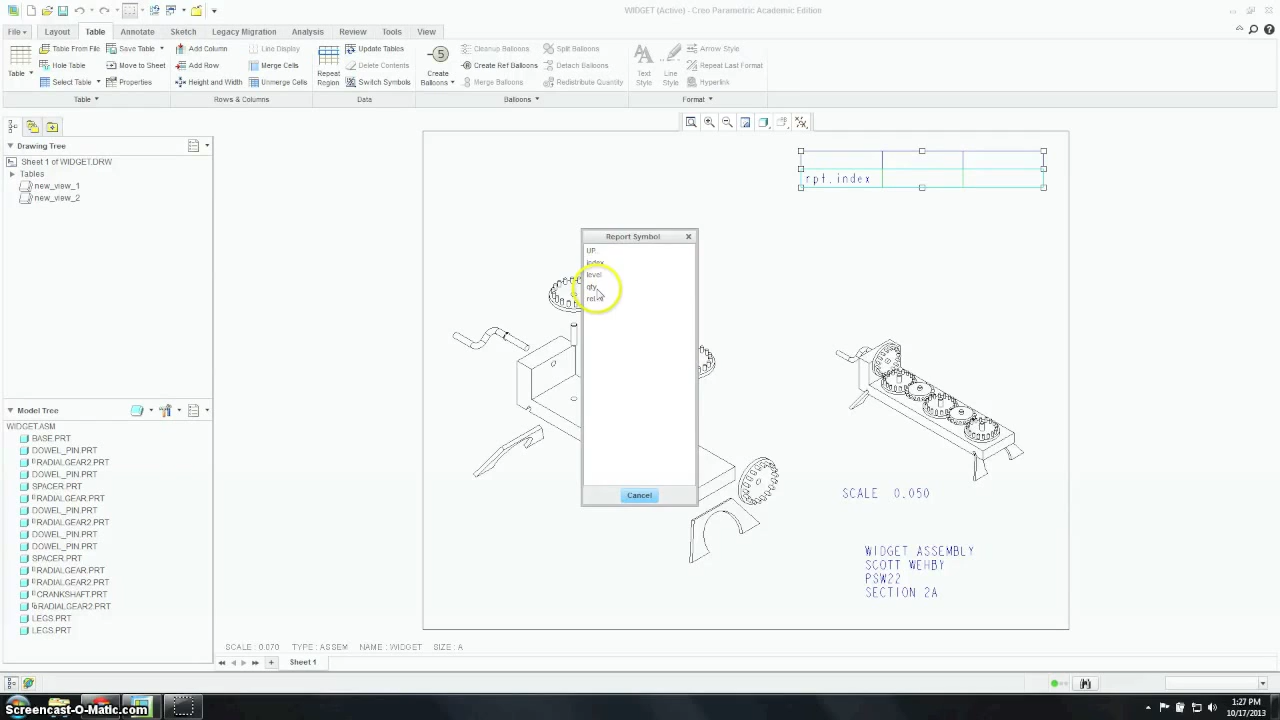 WIDGET (Active) - Creo Parametric Academic Edition
File Layout Table Annotate Sketch Legacy Migration Analysis Review Tools View
Table From File Save Table Add Column Line Display Update Tables Cleanup Balloons Split Balloons Arrow Style
Hole Table Move to Sheet Add Row Merge Cells Delete Contents Create Ref Balloons Detach Balloons Repeat Last Format
Table Select Table Properties Height and Width Unmerge Cells Repeat Region Switch Symbols Create Balloons Merge Balloons Redistribute Quantity Text Style Line Style Hyperlink
Table Rows & Columns Data Balloons Format
Drawing Tree
Sheet 1 of WIDGET.DRW
Tables
new_view_1
new_view_2
rpt.index
Report Symbol
UP
index
level
qty
Cancel
Model Tree
WIDGET.ASM
BASE.PRT
DOWEL_PIN.PRT
RADIALGEAR2.PRT
DOWEL_PIN.PRT
SPACER.PRT
RADIALGEAR.PRT
DOWEL_PIN.PRT
RADIALGEAR2.PRT
DOWEL_PIN.PRT
DOWEL_PIN.PRT
SPACER.PRT
RADIALGEAR.PRT
RADIALGEAR2.PRT
CRANKSHAFT.PRT
RADIALGEAR2.PRT
LEGS.PRT
LEGS.PRT
SCALE 0.050
WIDGET ASSEMBLY
SCOTT WEHBY
PSW22
SECTION 2A
SCALE : 0.070 TYPE : ASSEM NAME : WIDGET SIZE : A
Sheet 1
Screencast-O-Matic.com
1:27 PM
10/17/2013